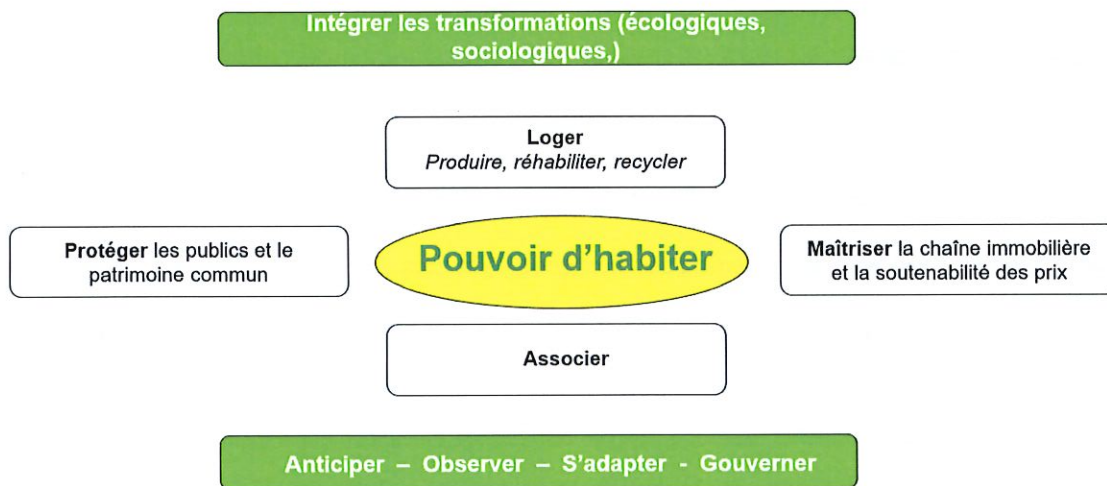 Intégrer les transformations (écologiques,
sociologiques,)
Loger
Produire, réhabiliter, recycler
Protéger les publics et le
patrimoine commun
Pouvoir d'habiter
Maîtriser la chaîne immobilière
et la soutenabilité des prix
Associer
Anticiper – Observer – S'adapter - Gouverner